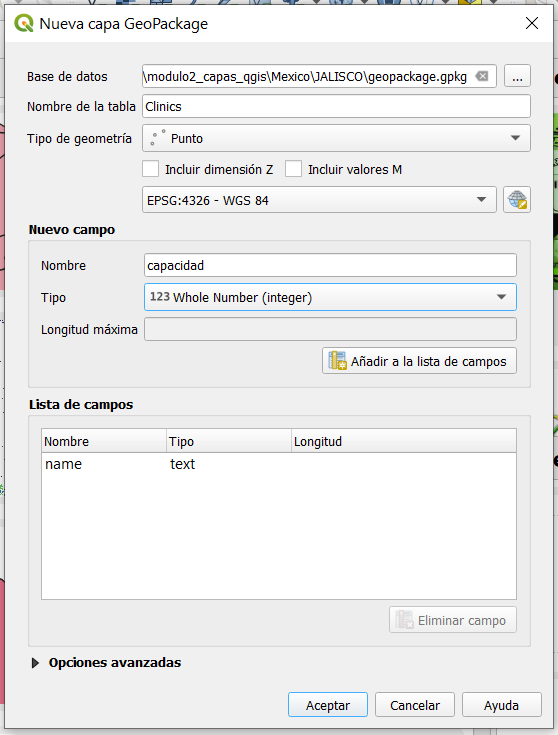 Nueva capa GeoPackage
Base de datos \modulo2_capas_qgis\Mexico\JALISCO\geopackage.gpkg ...
Nombre de la tabla Clinics
Tipo de geometría Punto
Incluir dimensión Z Incluir valores M
EPSG:4326 - WGS 84
Nuevo campo
Nombre capacidad
Tipo 123 Whole Number (integer)
Longitud máxima
Añadir a la lista de campos
Lista de campos
Nombre Tipo Longitud
name text
Eliminar campo
Opciones avanzadas
Aceptar Cancelar Ayuda